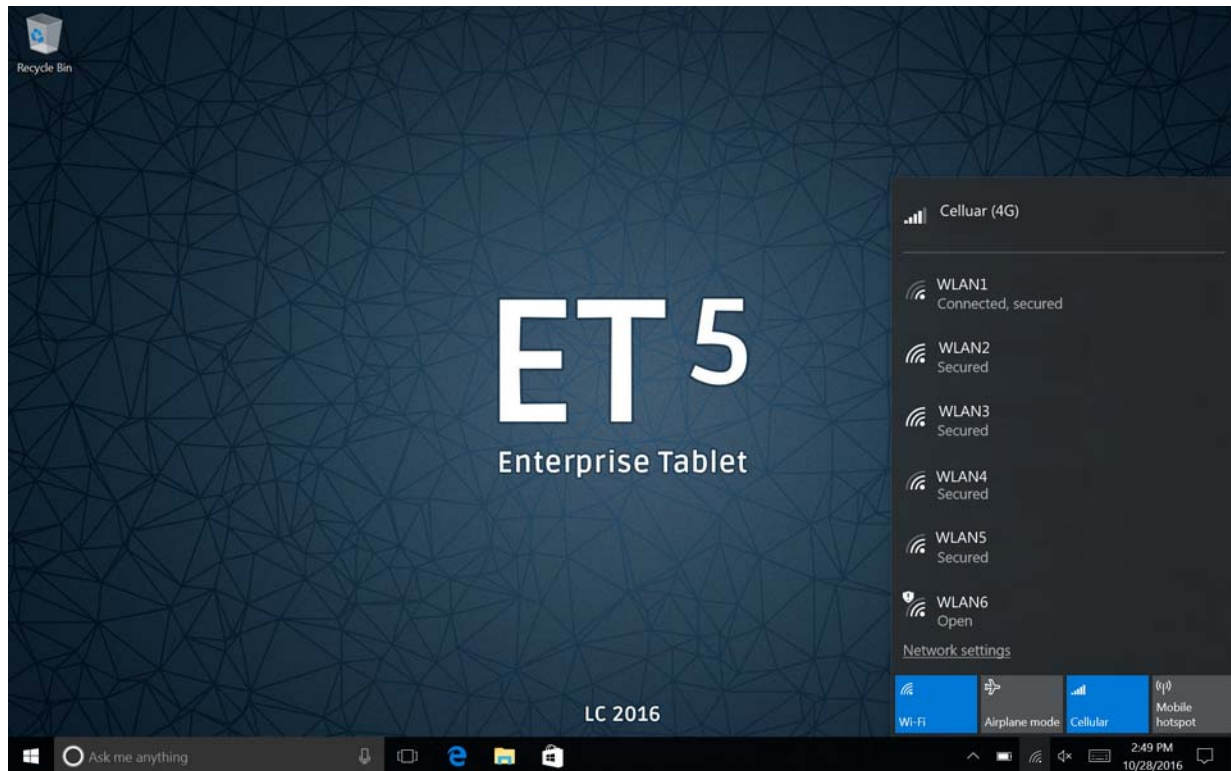 Recycle Bin
ET5
Enterprise Tablet
LC 2016
Celluar (4G)
WLAN1
Connected, secured
WLAN2
Secured
WLAN3
Secured
WLAN4
Secured
WLAN5
Secured
WLAN6
Open
Network settings
Wi-Fi
Airplane mode
Cellular
Mobile
hotspot
Ask me anything
2:49 PM
10/28/2016